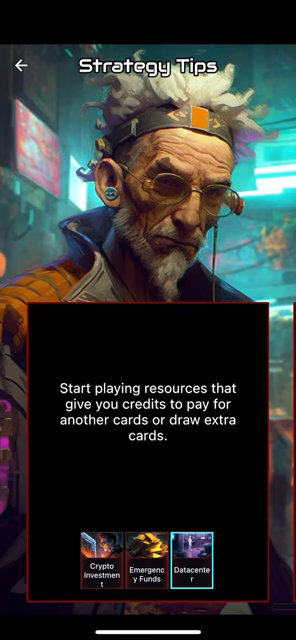 Strategy Tips
Start playing resources that
give you credits to pay for
another cards or draw extra
cards.
Crypto
Investmen
t
Emergenc
y Funds
Datacente
r